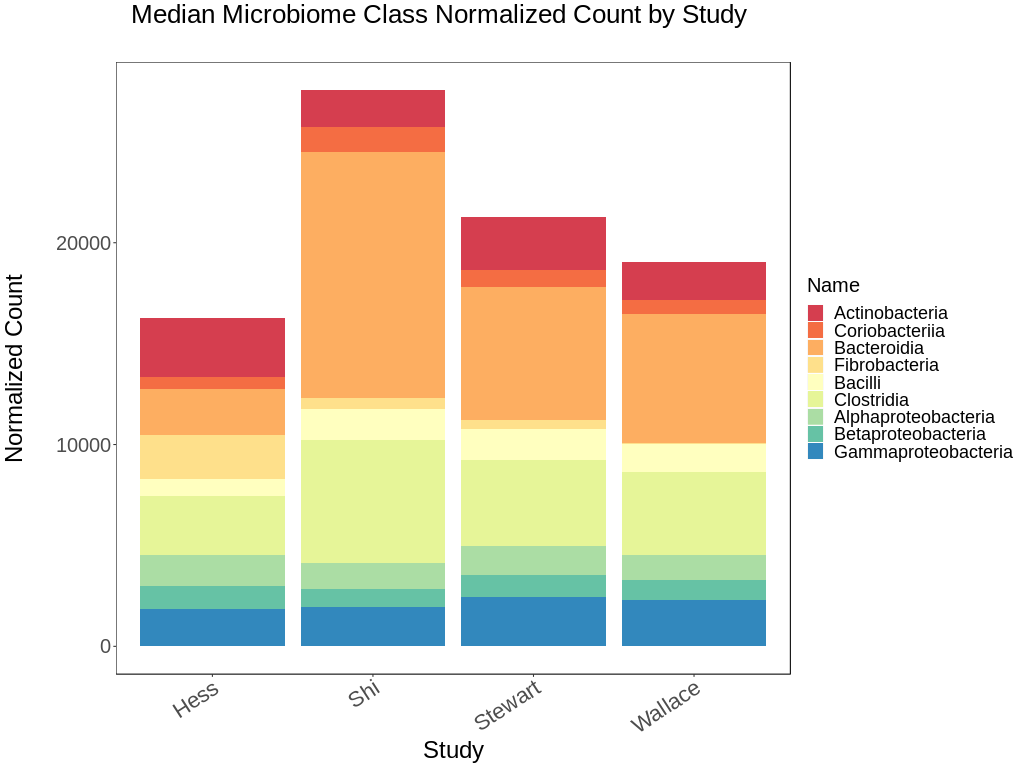 Median Microbiome Class Normalized Count by Study
Normalized Count
20000
10000
0
Hess
Shi
Stewart
Wallace
Study
Name
Actinobacteria
Coriobacteriia
Bacteroidia
Fibrobacteria
Bacilli
Clostridia
Alphaproteobacteria
Betaproteobacteria
Gammaproteobacteria